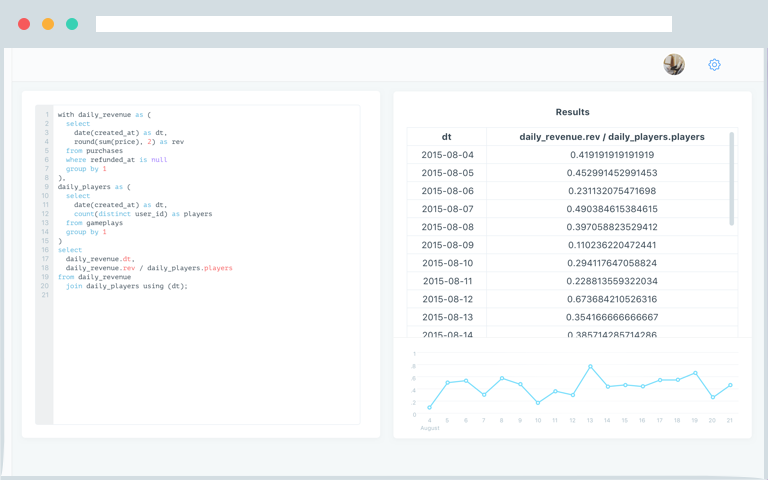 1 with daily_revenue as (
2 select
3 date(created_at) as dt,
4 round(sum(price), 2) as rev
5 from purchases
6 where refunded_at is null
7 group by 1
8 ),
9 daily_players as (
10 select
11 date(created_at) as dt,
12 count(distinct user_id) as players
13 from gameplays
14 group by 1
15 )
16 select
17 daily_revenue.dt,
18 daily_revenue.rev / daily_players.players
19 from daily_revenue
20 join daily_players using (dt);
21
Results
dt daily_revenue.rev / daily_players.players
2015-08-04 0.419191919191919
2015-08-05 0.452991452991453
2015-08-06 0.231132075471698
2015-08-07 0.490384615384615
2015-08-08 0.397058823529412
2015-08-09 0.110236220472441
2015-08-10 0.294117647058824
2015-08-11 0.228813559322034
2015-08-12 0.673684210526316
2015-08-13 0.354166666666667
2015-08-14 0.385714285714286
1
.8
.6
.4
.2
0
4 5 6 7 8 9 10 11 12 13 14 15 16 17 18 19 20 21
August